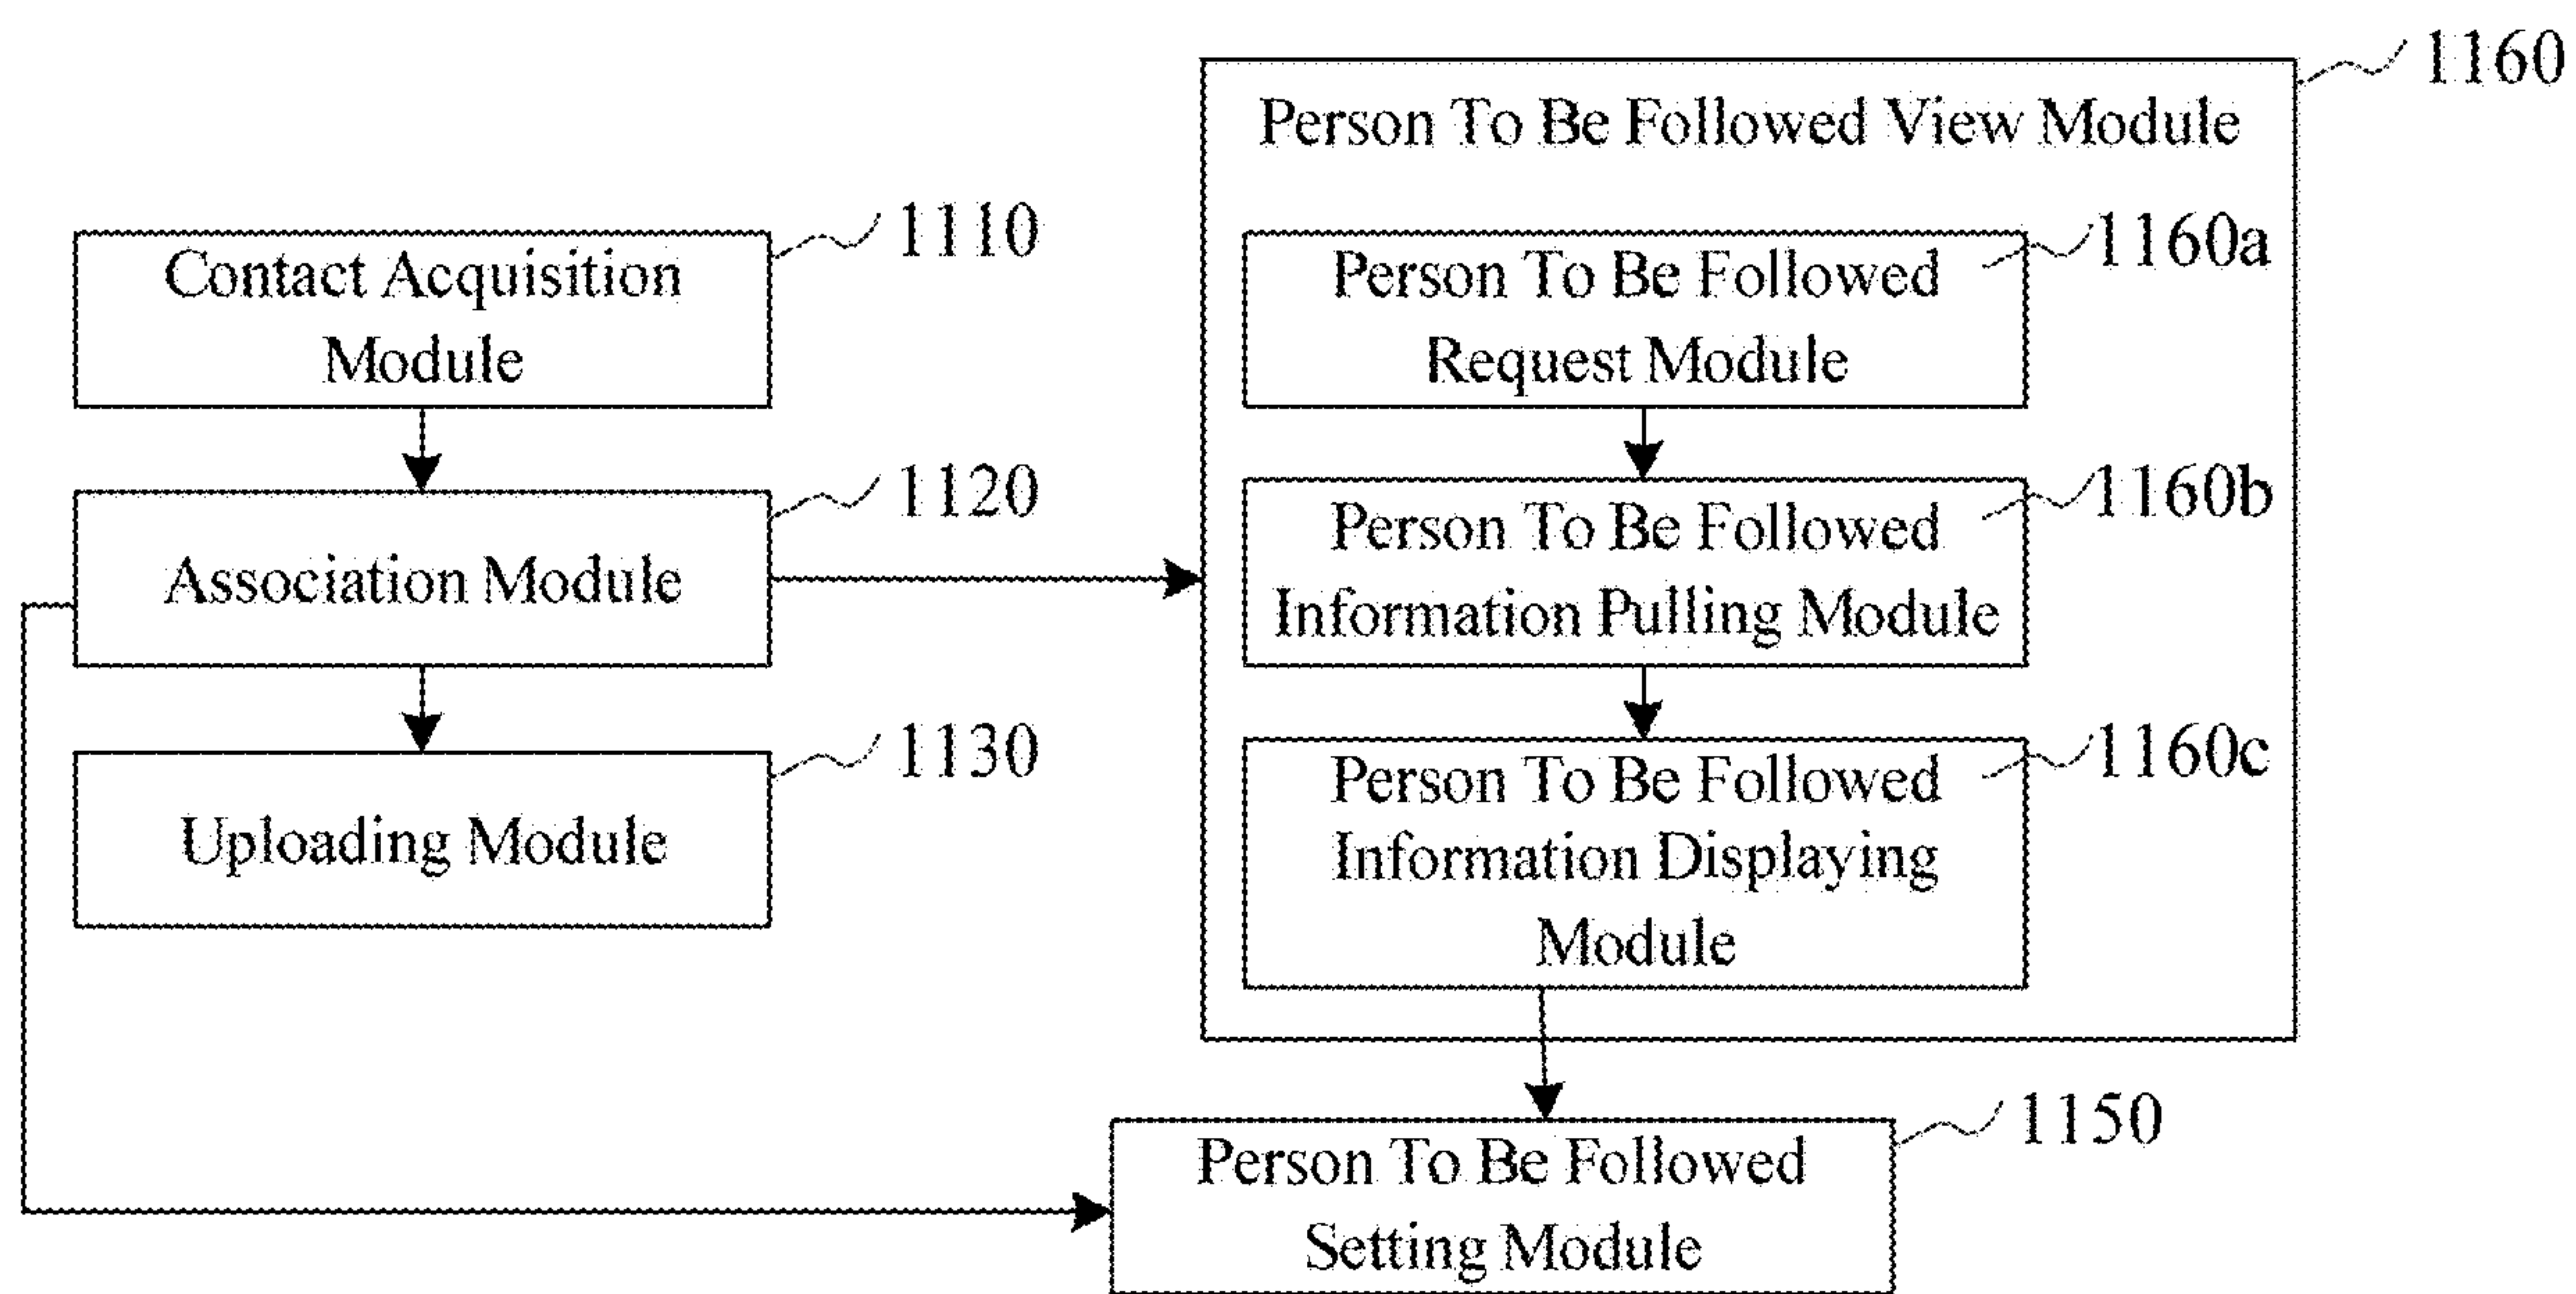 1160
Person To Be Followed View Module
1110
Contact Acquisition
Module
1160a
Person To Be Followed
Request Module
1120
Association Module
1160b
Person To Be Followed
Information Pulling Module
1130
Uploading Module
1160c
Person To Be Followed
Information Displaying
Module
1150
Person To Be Followed
Setting Module